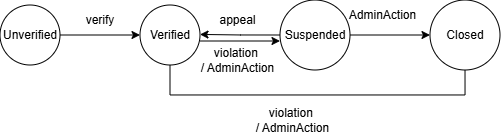 verify
appeal
AdminAction
Unverified
Verified
Suspended
Closed
violation
/ AdminAction
violation
/ AdminAction